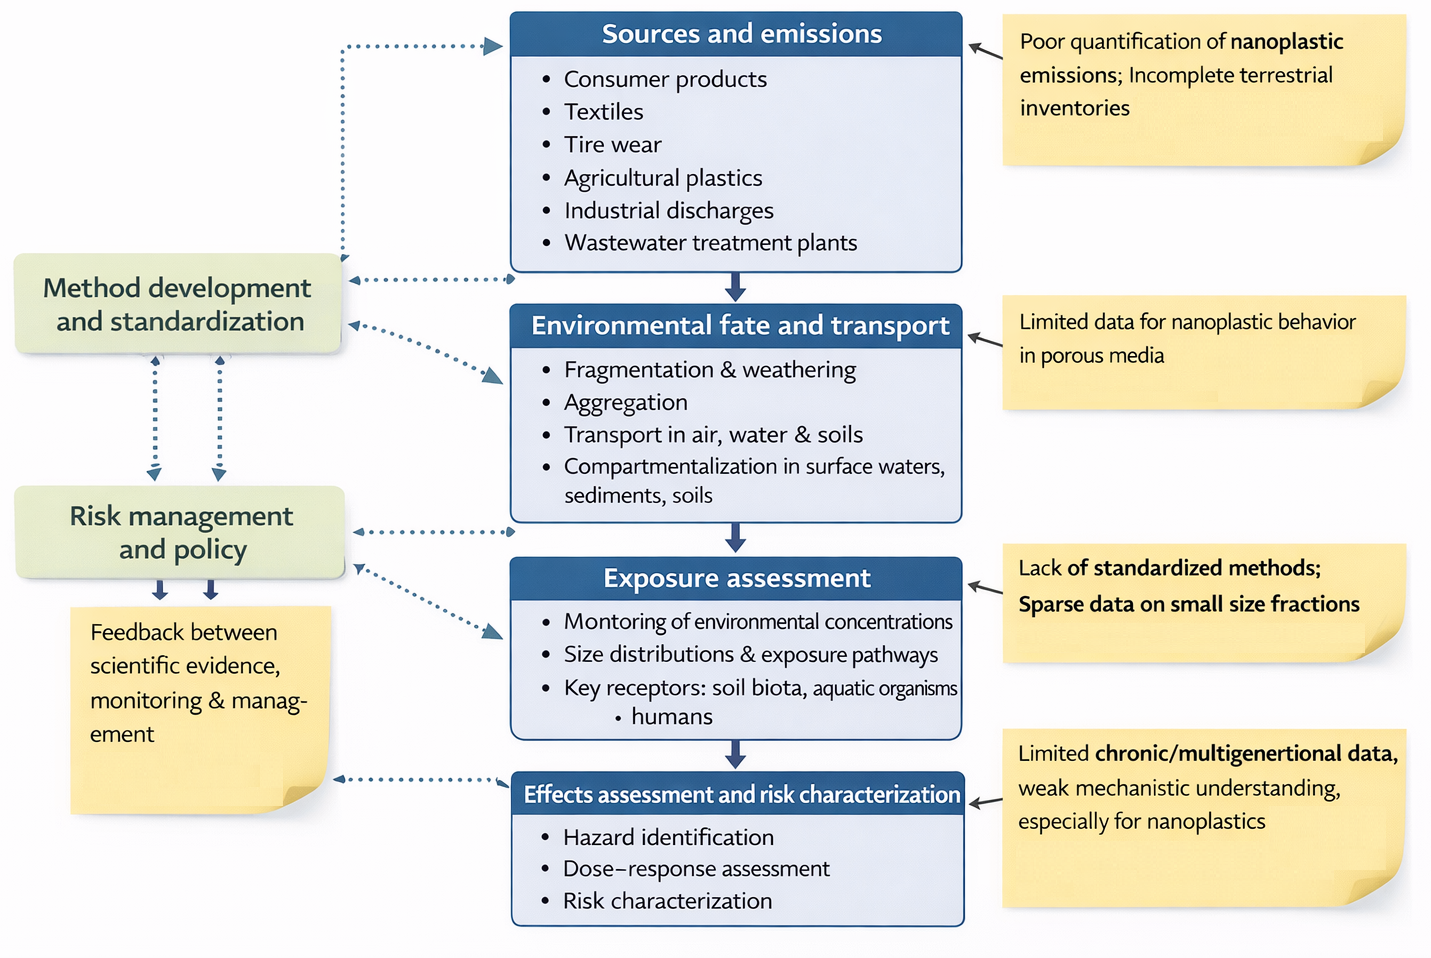 Sources and emissions
• Consumer products
• Textiles
• Tire wear
• Agricultural plastics
• Industrial discharges
• Wastewater treatment plants
Poor quantification of nanoplastic
emissions; Incomplete terrestrial
inventories
Method development
and standardization
Environmental fate and transport
• Fragmentation & weathering
• Aggregation
• Transport in air, water & soils
• Compartmentalization in surface waters,
sediments, soils
Limited data for nanoplastic behavior
in porous media
Risk management
and policy
Exposure assessment
• Montoring of environmental concentrations
• Size distributions & exposure pathways
• Key receptors: soil biota, aquatic organisms
• humans
Lack of standardized methods;
Sparse data on small size fractions
Feedback between
scientific evidence,
monitoring & manag-
ement
Effects assessment and risk characterization
• Hazard identification
• Dose–response assessment
• Risk characterization
Limited chronic/multigenertional data,
weak mechanistic understanding,
especially for nanoplastics